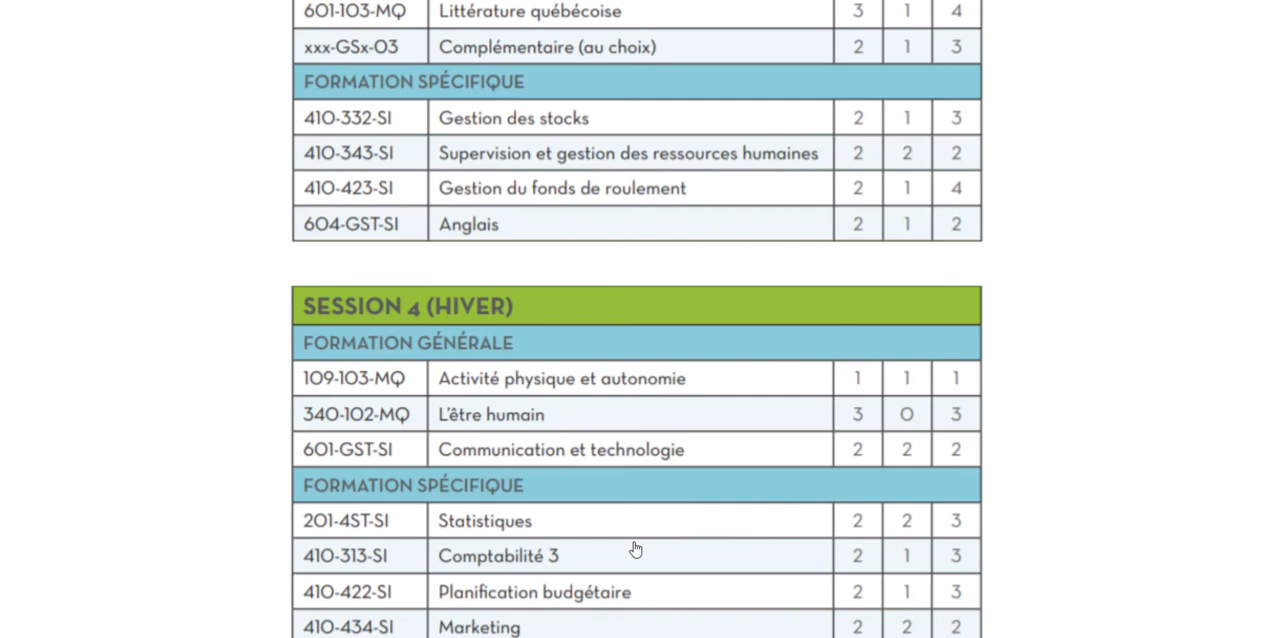 601-103-MQ Littérature québécoise 3 1 4
xxx-GSx-03 Complémentaire (au choix) 2 1 3
FORMATION SPÉCIFIQUE
410-332-SI Gestion des stocks 2 1 3
410-343-SI Supervision et gestion des ressources humaines 2 2 2
410-423-SI Gestion du fonds de roulement 2 1 4
604-GST-SI Anglais 2 1 2
SESSION 4 (HIVER)
FORMATION GÉNÉRALE
109-103-MQ Activité physique et autonomie 1 1 1
340-102-MQ L'être humain 3 0 3
601-GST-SI Communication et technologie 2 2 2
FORMATION SPÉCIFIQUE
201-4ST-SI Statistiques 2 2 3
410-313-SI Comptabilité 3 2 1 3
410-422-SI Planification budgétaire 2 1 3
410-434-SI Marketing 2 2 2